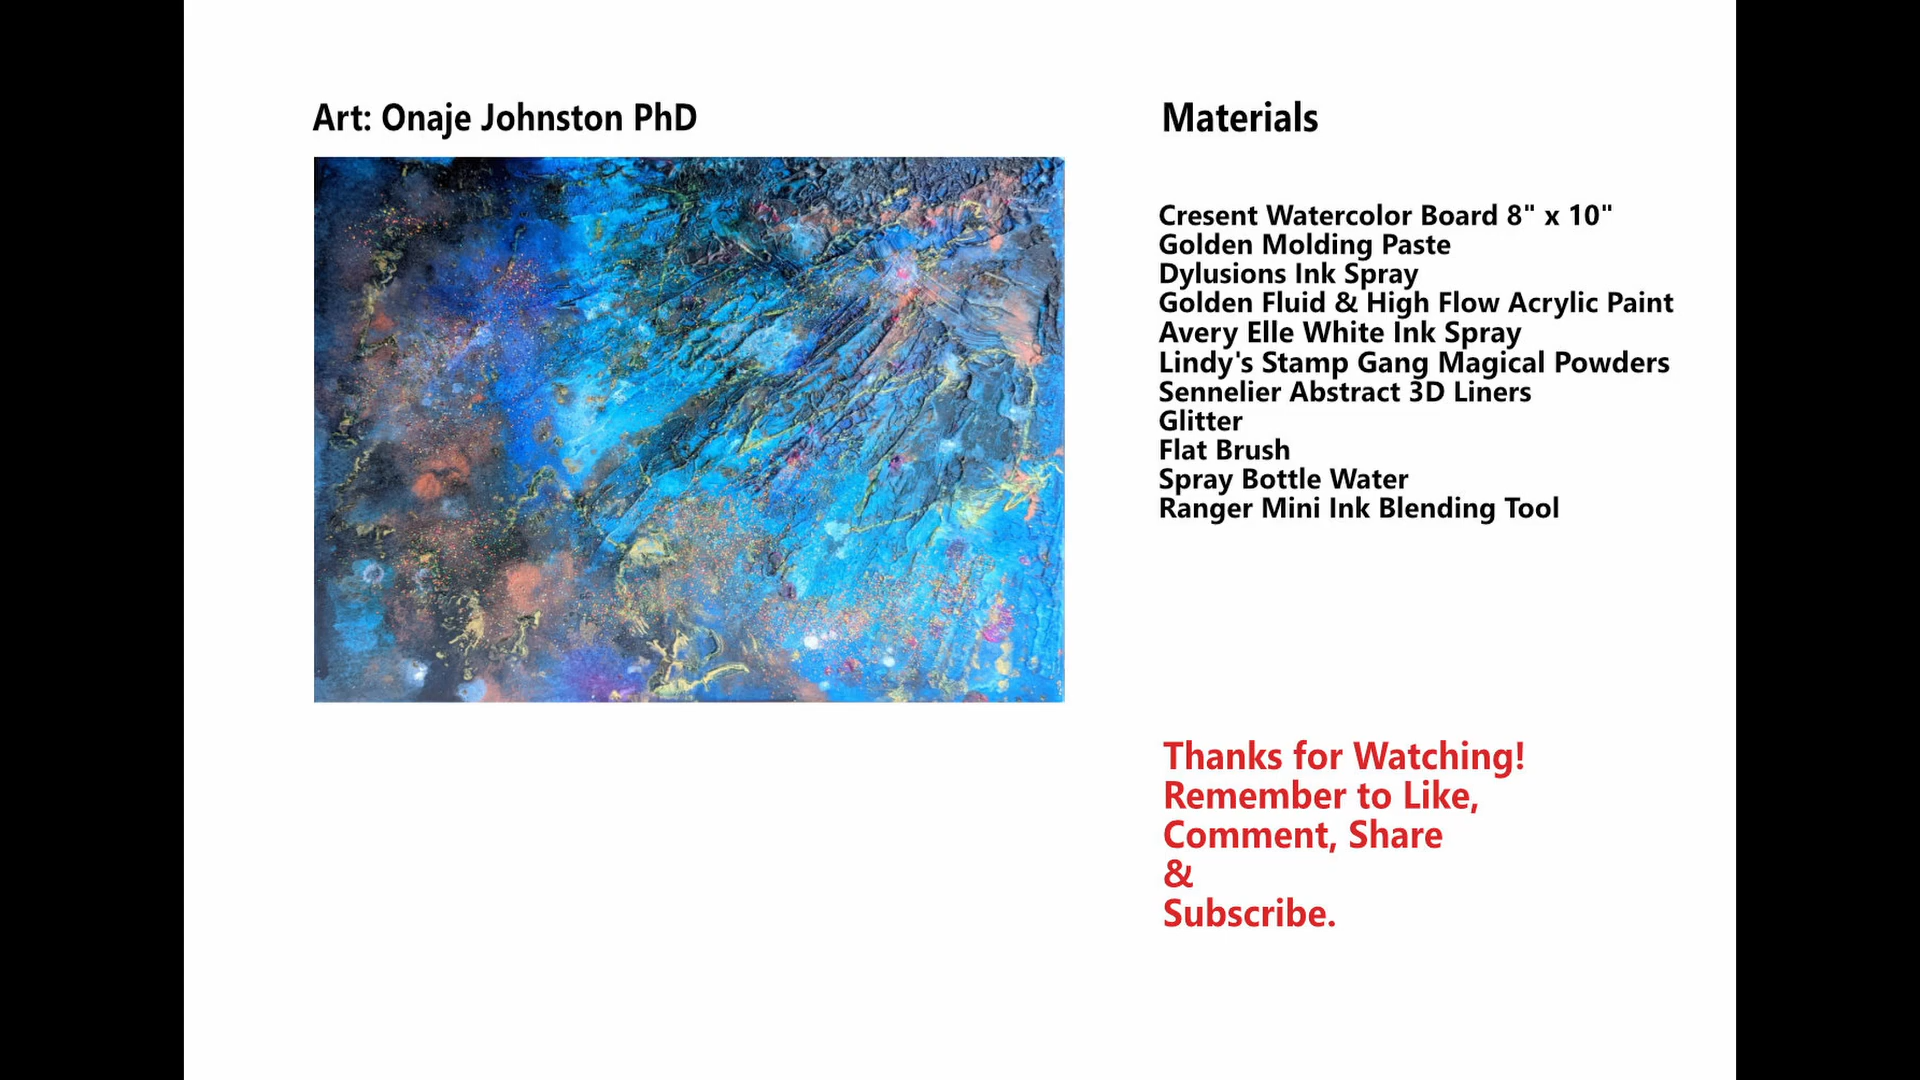 Art: Onaje Johnston PhD
Materials
Cresent Watercolor Board 8" x 10"
Golden Molding Paste
Dylusions Ink Spray
Golden Fluid & High Flow Acrylic Paint
Avery Elle White Ink Spray
Lindy's Stamp Gang Magical Powders
Sennelier Abstract 3D Liners
Glitter
Flat Brush
Spray Bottle Water
Ranger Mini Ink Blending Tool
Thanks for Watching!
Remember to Like,
Comment, Share
&
Subscribe.